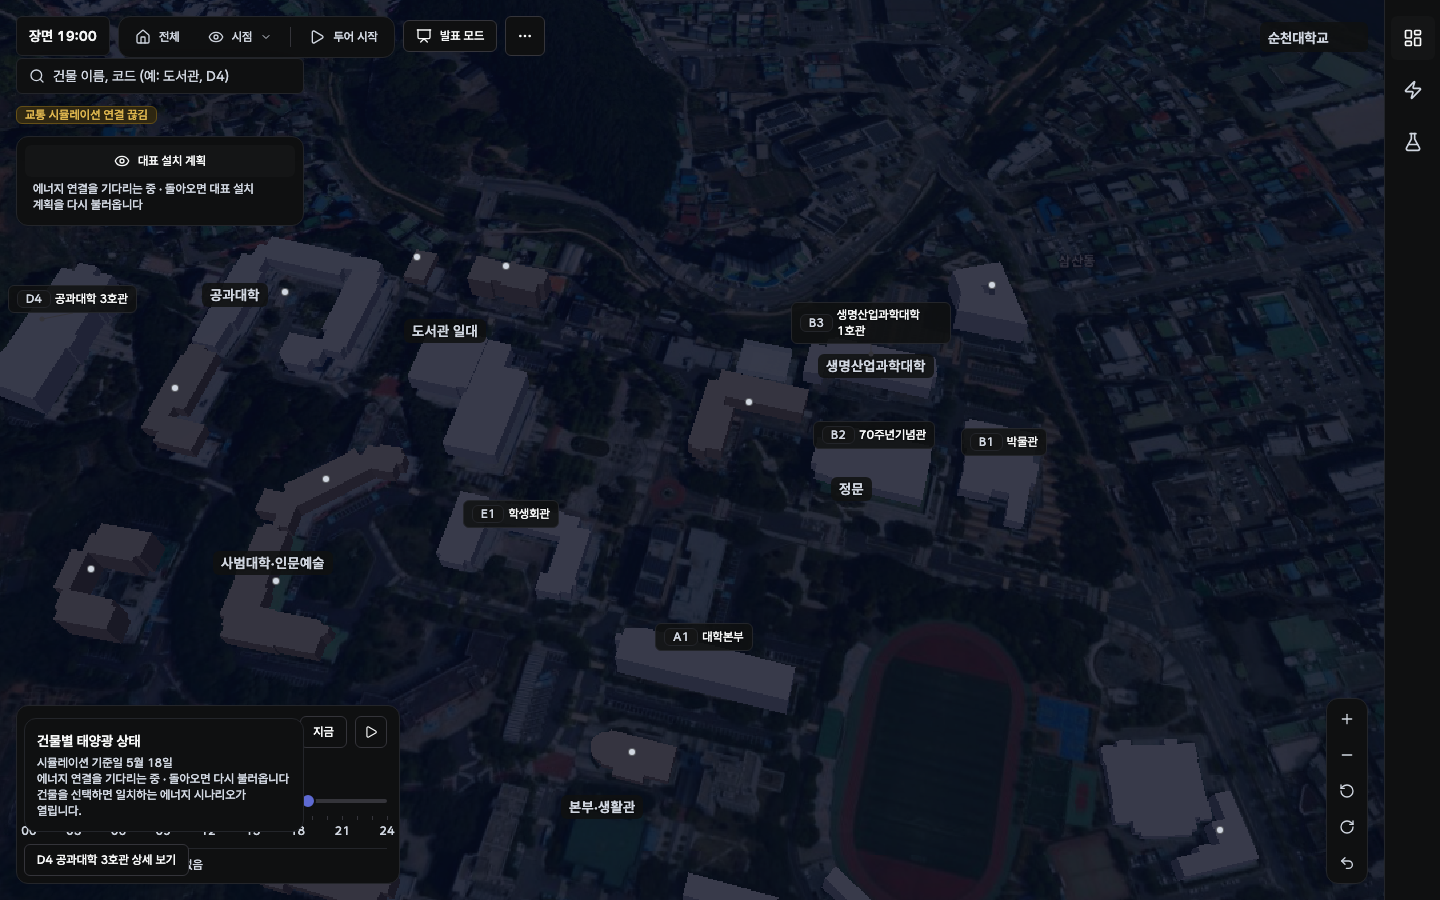 장면 19:00
전체
시점
투어 시작
발표 모드
순천대학교
건물 이름, 코드 (예: 도서관, D4)
교통 시뮬레이션 연결 끊김
대표 설치 계획
에너지 연결을 기다리는 중 · 돌아오면 대표 설치
계획을 다시 불러옵니다
삼산동
D4 공과대학 3호관
공과대학
도서관 일대
B3 생명산업과학대학
1호관
생명산업과학대학
B2 70주년기념관
B1 박물관
정문
E1 학생회관
사범대학·인문예술
A1 대학본부
본부·생활관
지금
건물별 태양광 상태
시뮬레이션 기준일 5월 18일
에너지 연결을 기다리는 중 · 돌아오면 다시 불러옵니다
건물을 선택하면 일치하는 에너지 시나리오가
열립니다.
18 21 24
D4 공과대학 3호관 상세 보기